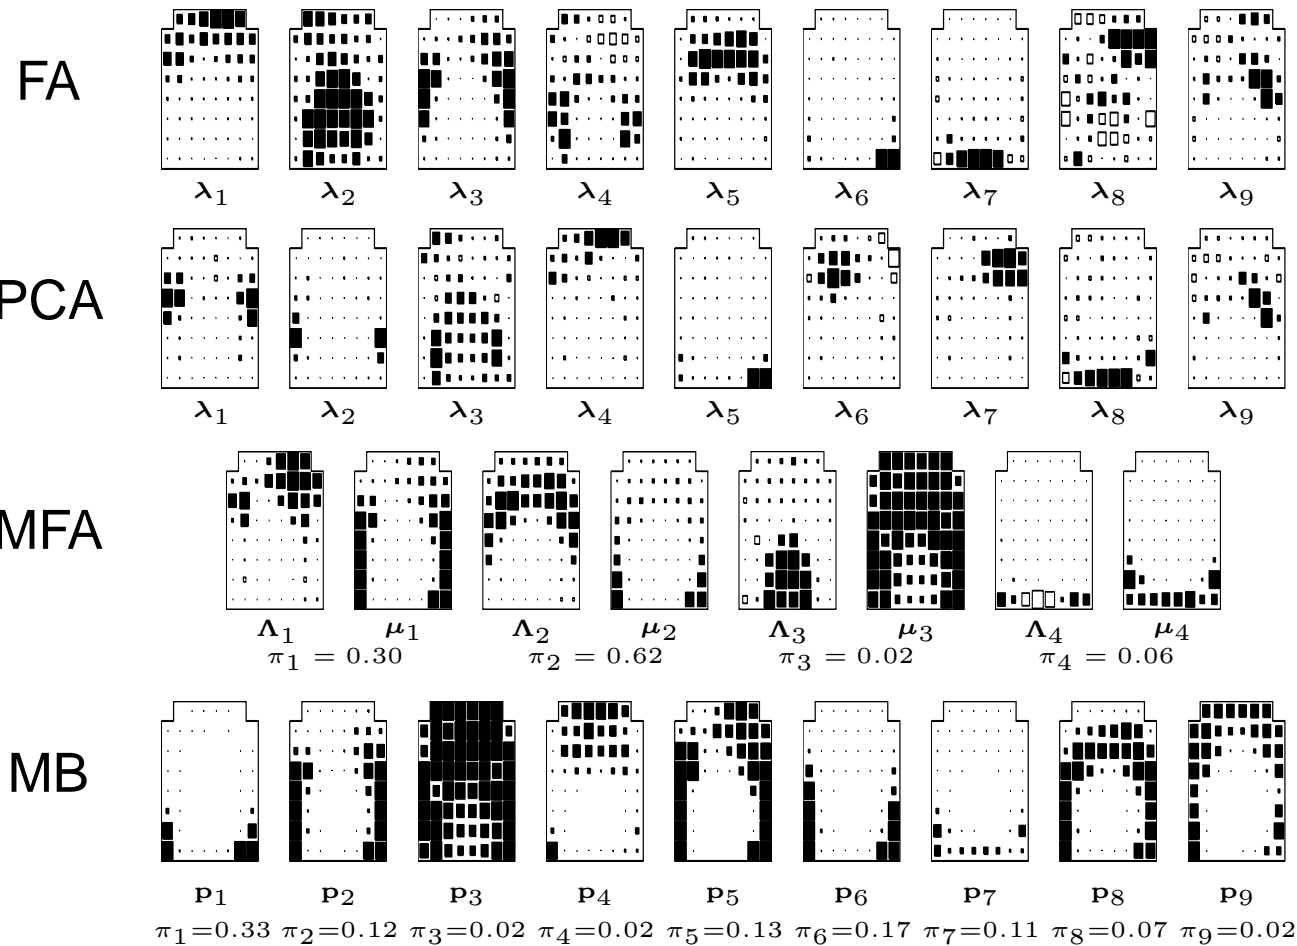 FA
λ1 λ2 λ3 λ4 λ5 λ6 λ7 λ8 λ9
PCA
λ1 λ2 λ3 λ4 λ5 λ6 λ7 λ8 λ9
MFA
Λ1 μ1 Λ2 μ2 Λ3 μ3 Λ4 μ4
π1 = 0.30 π2 = 0.62 π3 = 0.02 π4 = 0.06
MB
p1 p2 p3 p4 p5 p6 p7 p8 p9
π1=0.33 π2=0.12 π3=0.02 π4=0.02 π5=0.13 π6=0.17 π7=0.11 π8=0.07 π9=0.02